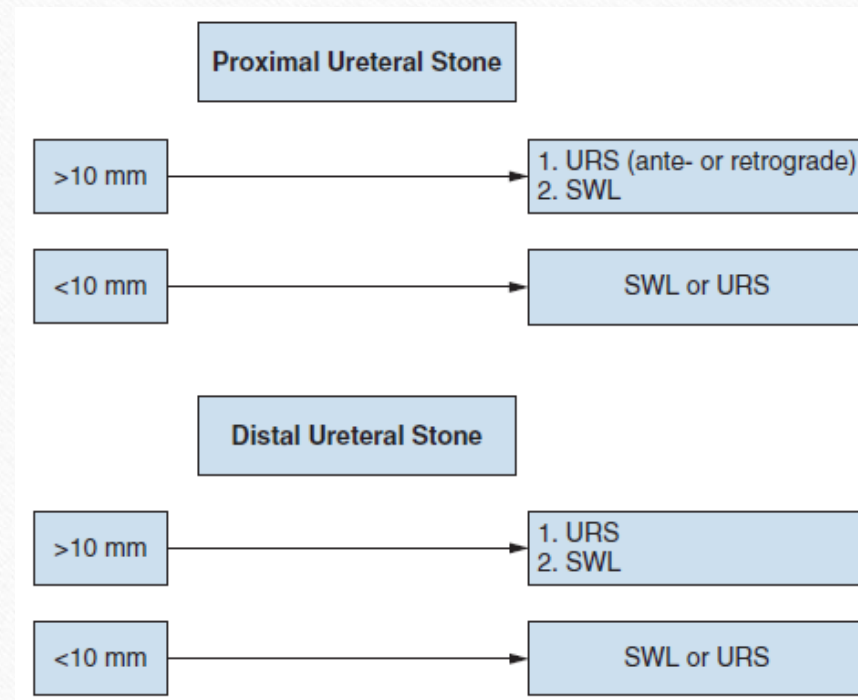 Proximal Ureteral Stone
>10 mm
1. URS (ante- or retrograde)
2. SWL
<10 mm
SWL or URS
Distal Ureteral Stone
>10 mm
1. URS
2. SWL
<10 mm
SWL or URS